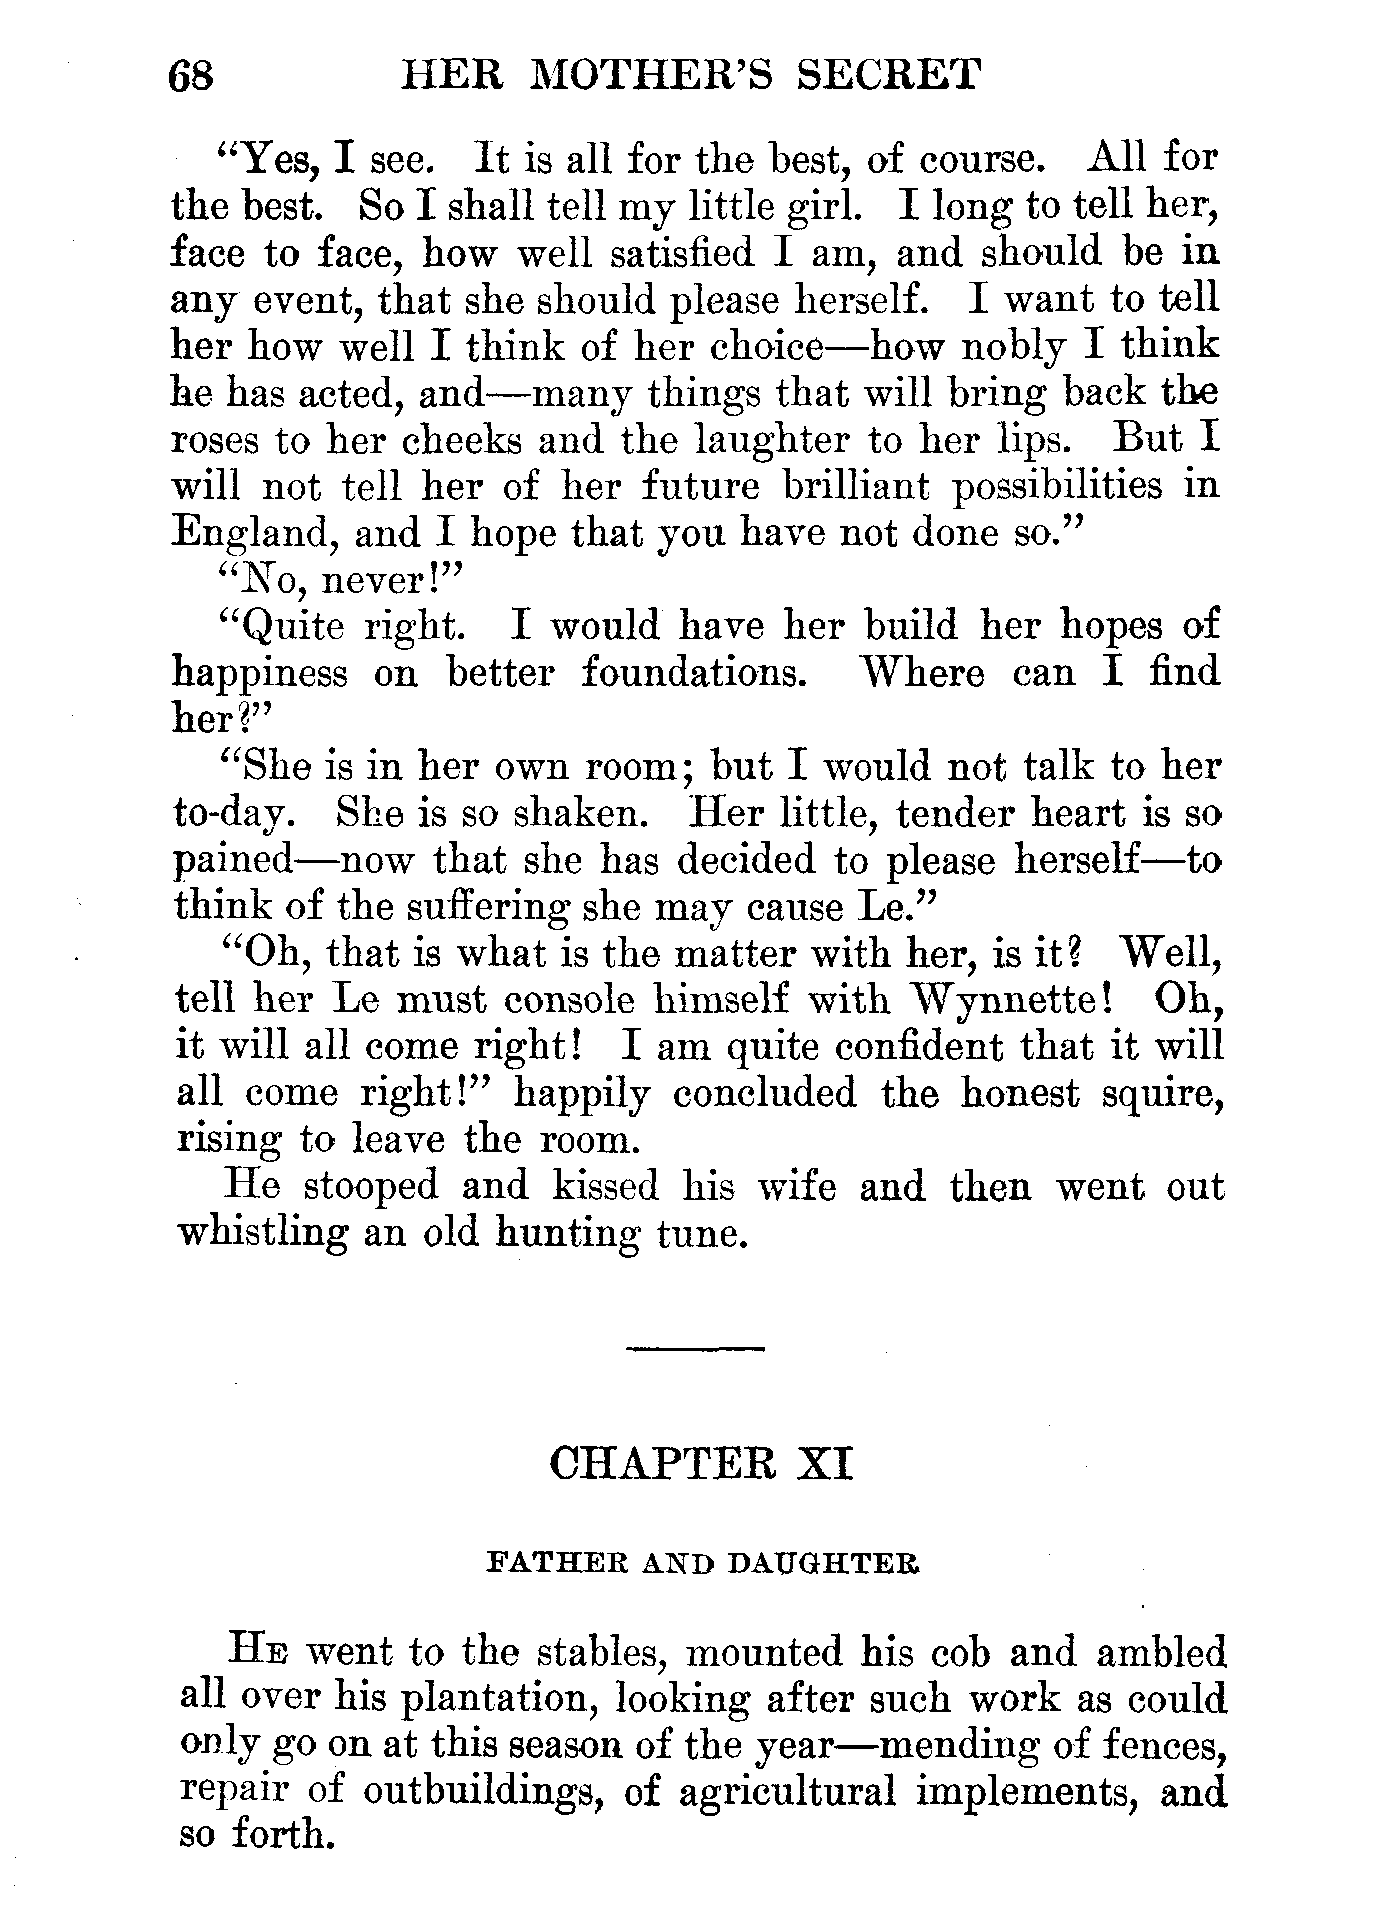 68 HER MOTHER'S SECRET
“Yes, I see. It is all for the best, of course. All for
the best. So I shall tell my little girl. I long to tell her,
face to face, how well satisfied I am, and should be in
any event, that she should please herself. I want to tell
her how well I think of her choice—how nobly I think
he has acted, and—many things that will bring back the
roses to her cheeks and the laughter to her lips. But I
will not tell her of her future brilliant possibilities in
England, and I hope that you have not done so.”
“No, never!”
“Quite right. I would have her build her hopes of
happiness on better foundations. Where can I find
her?”
“She is in her own room; but I would not talk to her
to-day. She is so shaken. Her little, tender heart is so
pained—now that she has decided to please herself—to
think of the suffering she may cause Le.”
“Oh, that is what is the matter with her, is it? Well,
tell her Le must console himself with Wynnette! Oh,
it will all come right! I am quite confident that it will
all come right!” happily concluded the honest squire,
rising to leave the room.
He stooped and kissed his wife and then went out
whistling an old hunting tune.
CHAPTER XI
FATHER AND DAUGHTER
HE went to the stables, mounted his cob and ambled
all over his plantation, looking after such work as could
only go on at this season of the year—mending of fences,
repair of outbuildings, of agricultural implements, and
so forth.